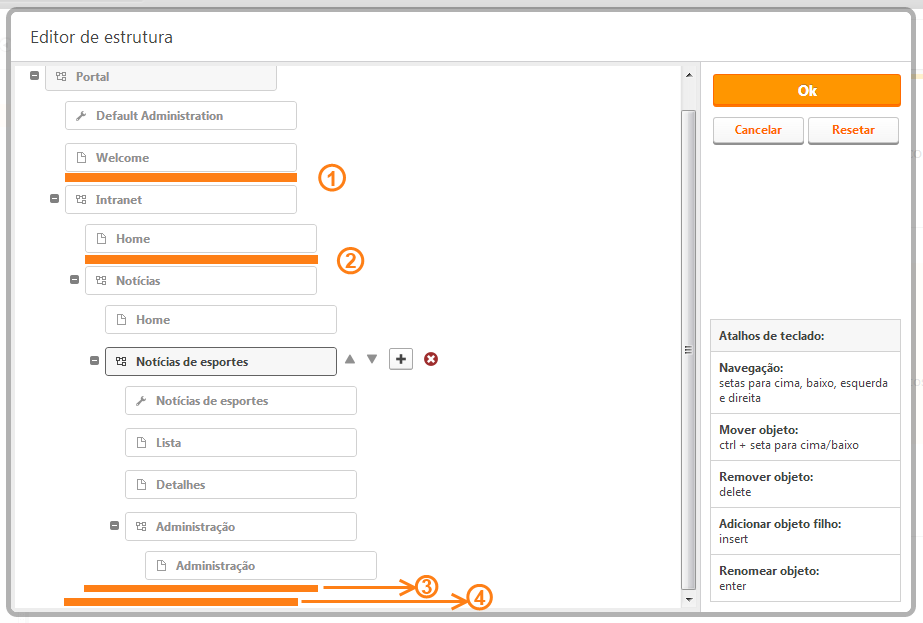 Editor de estrutura
Portal
Default Administration
Welcome
1
Intranet
Home
2
Notícias
Home
Notícias de esportes
Notícias de esportes
Lista
Detalhes
Administração
Administração
3
4
Ok
Cancelar
Resetar
Atalhos de teclado:
Navegação:
setas para cima, baixo, esquerda
e direita
Mover objeto:
ctrl + seta para cima/baixo
Remover objeto:
delete
Adicionar objeto filho:
insert
Renomear objeto:
enter